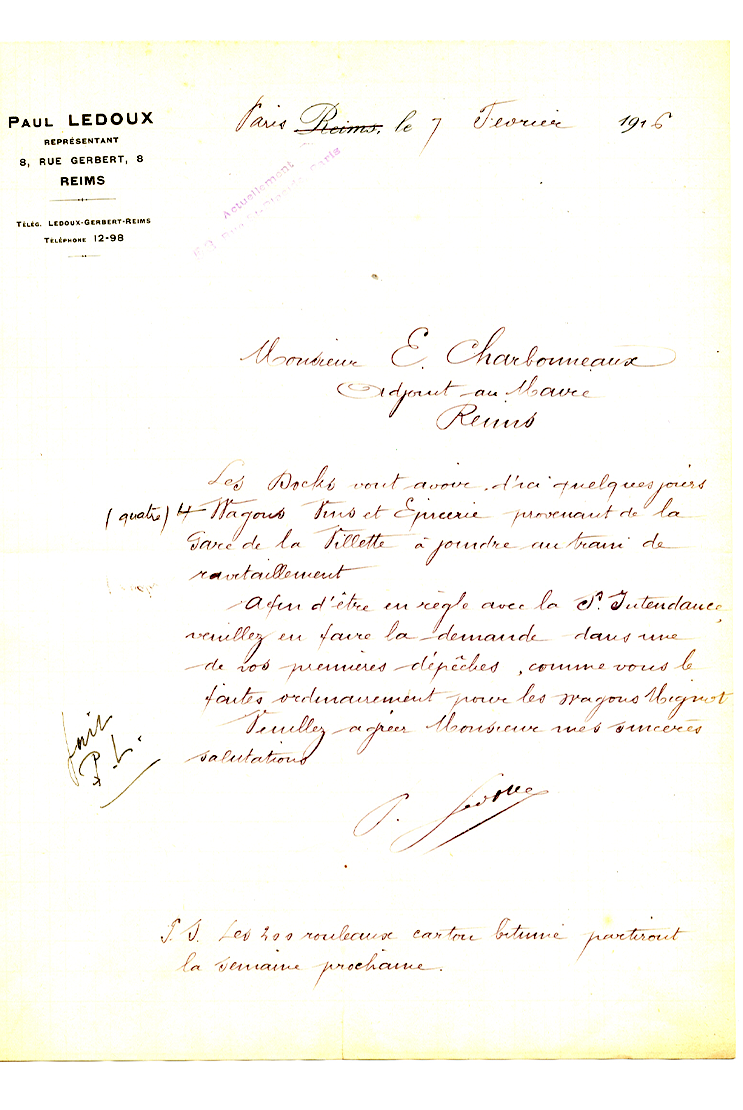 PAUL LEDOUX
REPRÉSENTANT
8, RUE GERBERT, 8
REIMS
TÉLÉG. LEDOUX-GERBERT-REIMS
TÉLÉPHONE 12-98
Paris Reims, le 7 Fevrier 1916
Actuellement
Rue Paris
Monsieur E. Charbonneaux
Adjoint au Maire
Reims
Les Docks vont avoir d'ici quelques jours
(quatre) 4 Wagons Vins et Epicerie provenant de la
Gare de la Villette à joindre au train de
ravitaillement
Afin d'être en règle avec la S. Intendance,
veuillez en faire la demande dans une
de vos premières dépêches, comme vous le
faites ordinairement pour les wagons Mignot
Veuillez agréer Monsieur mes sincères
salutations
fait
P. L.
P. Ledoux
P.S. Les 200 rouleaux carton bitumé partiront
la semaine prochaine.